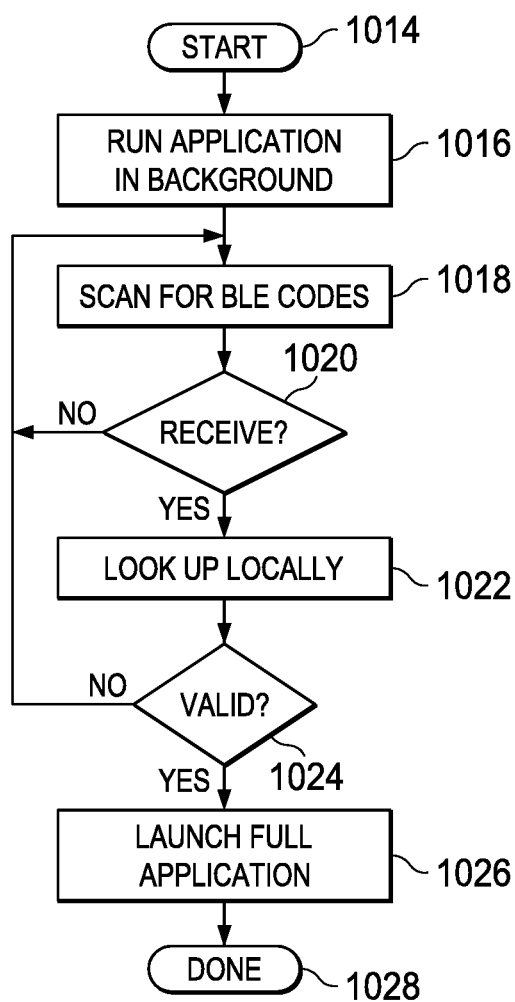 START
1014
RUN APPLICATION
IN BACKGROUND
1016
SCAN FOR BLE CODES
1018
1020
RECEIVE?
NO
YES
LOOK UP LOCALLY
1022
NO
VALID?
1024
YES
LAUNCH FULL
APPLICATION
1026
DONE
1028